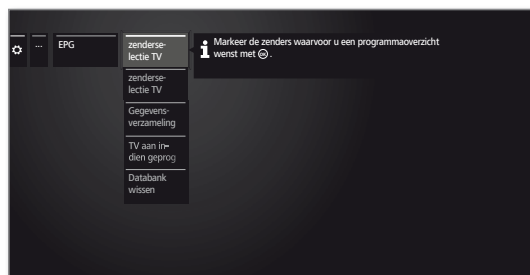 ...
EPG
zenderse-
lectie TV
Markeer de zenders waarvoor u een programmaoverzicht
wenst met OK .
zenderse-
lectie TV
Gegevens-
verzameling
TV aan in-
dien geprog
Databank
wissen